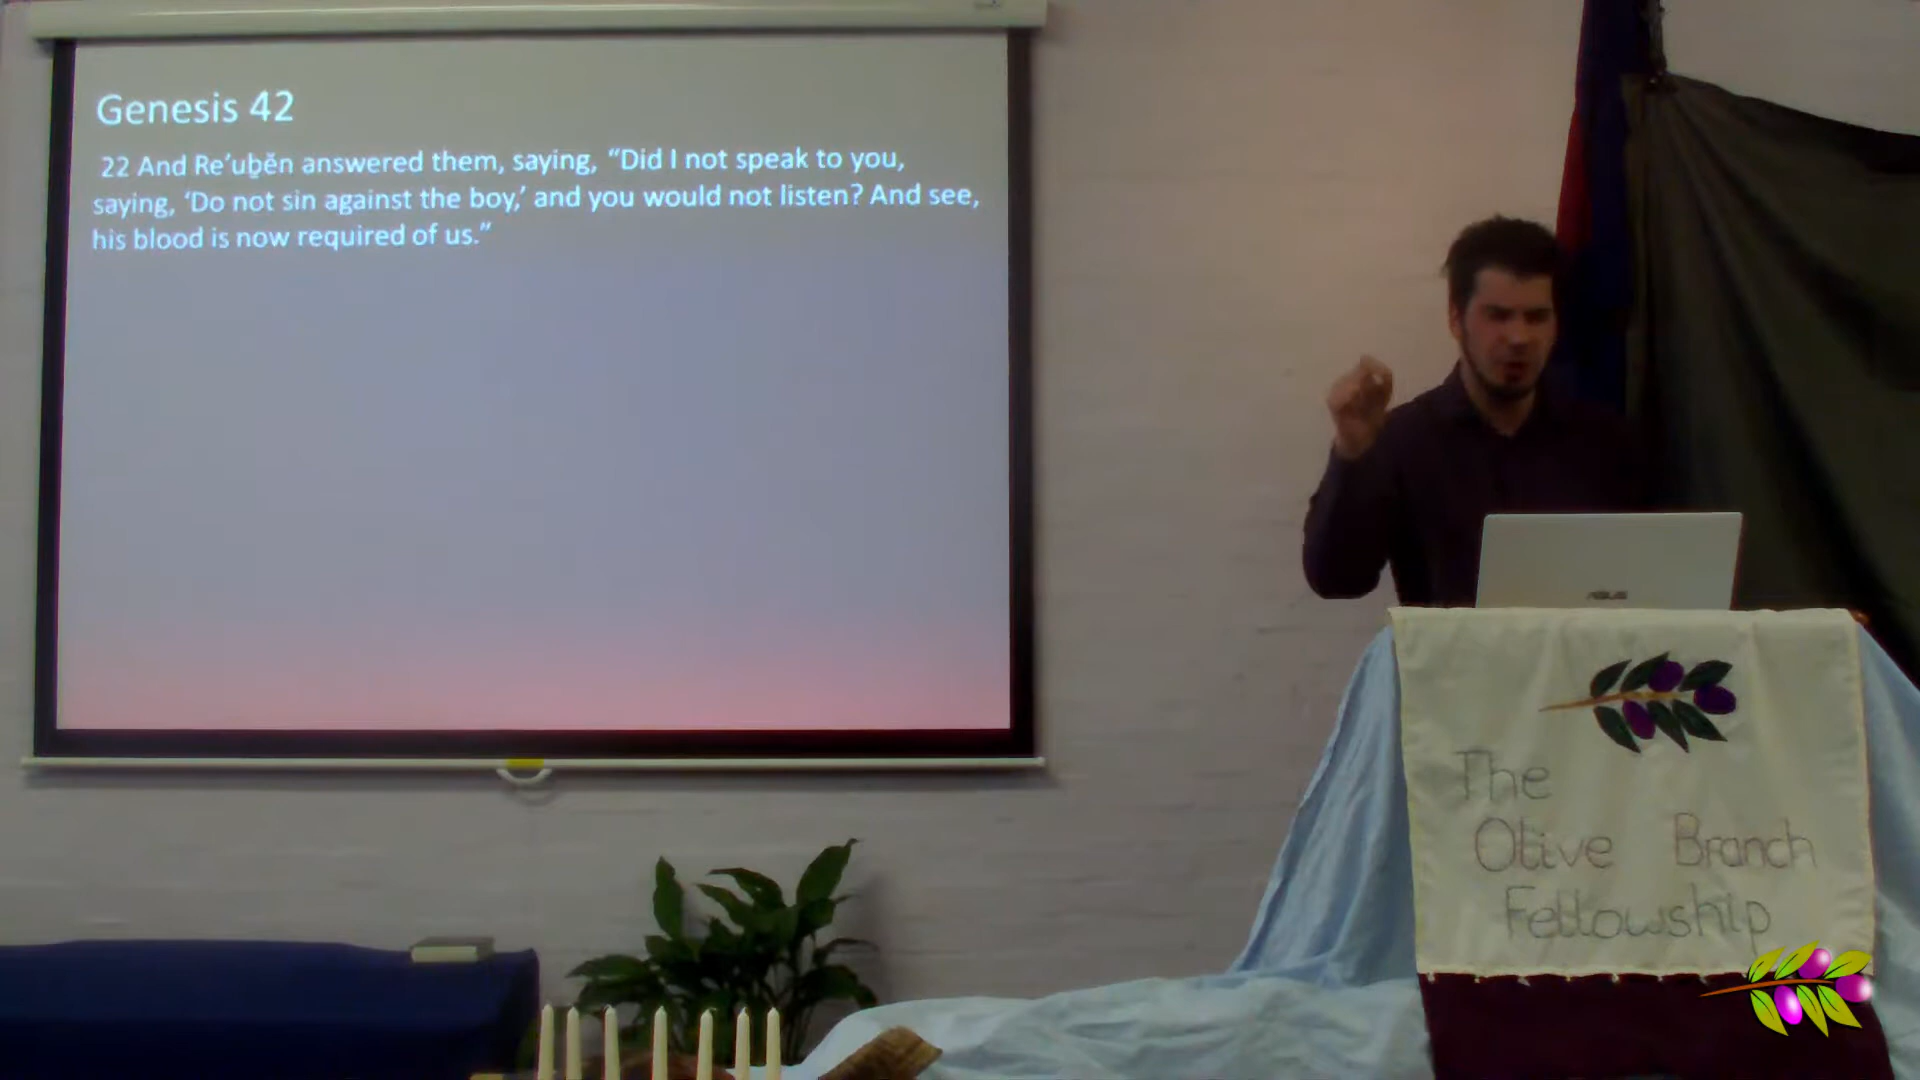 Genesis 42
22 And Re’uḇĕn answered them, saying, “Did I not speak to you,
saying, ‘Do not sin against the boy,’ and you would not listen? And see,
his blood is now required of us.”
ASUS
The
Olive Branch
Fellowship